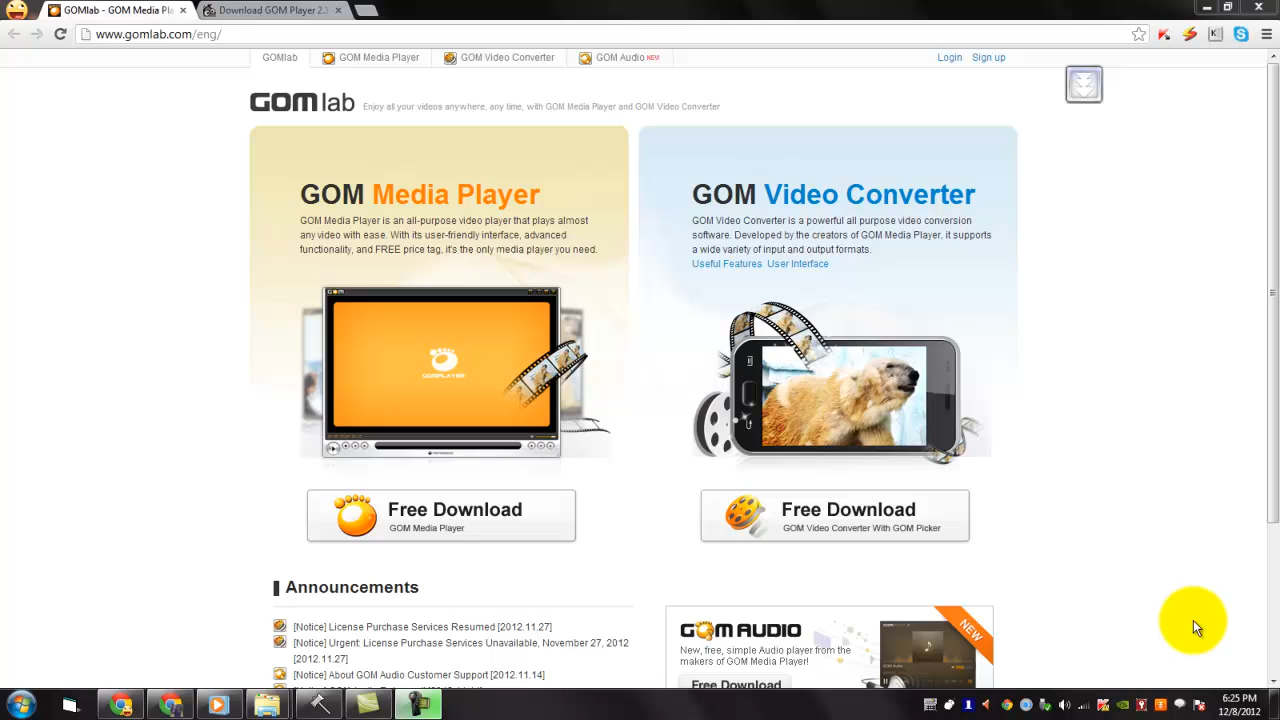 GOMlab - GOM Media Pla
Download GOM Player 2.
www.gomlab.com/eng/
GOMlab
GOM Media Player
GOM Video Converter
GOM Audio NEW
Login
Sign up
GOM lab
Enjoy all your videos anywhere, any time, with GOM Media Player and GOM Video Converter
GOM Media Player
GOM Media Player is an all-purpose video player that plays almost
any video with ease. With its user-friendly interface, advanced
functionality, and FREE price tag, it's the only media player you need.
GOM Video Converter
GOM Video Converter is a powerful all purpose video conversion
software. Developed by the creators of GOM Media Player, it supports
a wide variety of input and output formats.
Useful Features User Interface
GOMPLAYER
Free Download
GOM Media Player
Free Download
GOM Video Converter With GOM Picker
Announcements
[Notice] License Purchase Services Resumed [2012.11.27]
[Notice] Urgent: License Purchase Services Unavailable, November 27, 2012
[2012.11.27]
[Notice] About GOM Audio Customer Support [2012.11.14]
GOM AUDIO
NEW
New, free, simple Audio player from the
makers of GOM Media Player!
Free Download
6:25 PM
12/8/2012